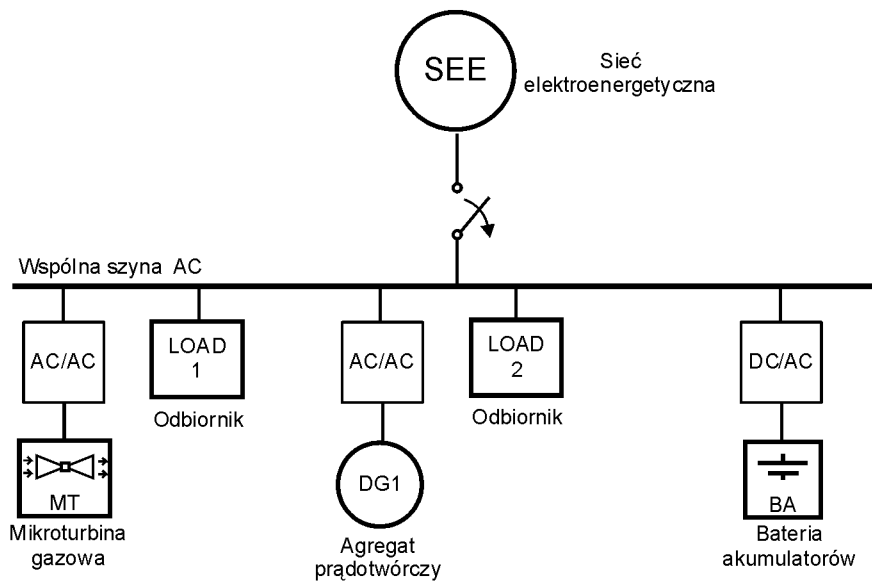 SEE
Sieć
elektroenergetyczna
Wspólna szyna AC
AC/AC
LOAD
1
Odbiornik
AC/AC
LOAD
2
Odbiornik
DC/AC
MT
Mikroturbina
gazowa
DG1
Agregat
prądotwórczy
BA
Bateria
akumulatorów